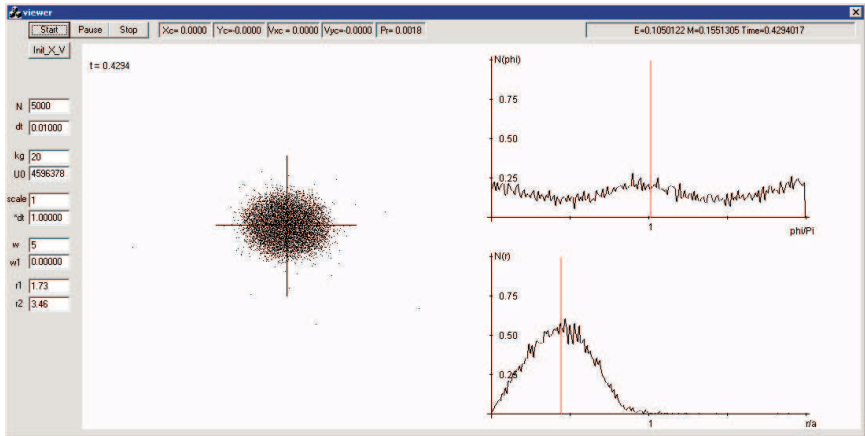 viewer
Start Pause Stop Xc= 0.0000 Yc=-0.0000 Vxc = 0.0000 Vyc=-0.0000 Pr= 0.0018 E=0.1050122 M=0.1551305 Time=0.4294017
Init_X_V
t = 0.4294
N 5000
dt 0.01000
kg 20
U0 4596378
scale 1
*dt 1.00000
w 5
w1 0.00000
r1 1.73
r2 3.46
N(phi)
0.75
0.50
0.25
1
phi/Pi
N(r)
0.75
0.50
0.25
1
r/a